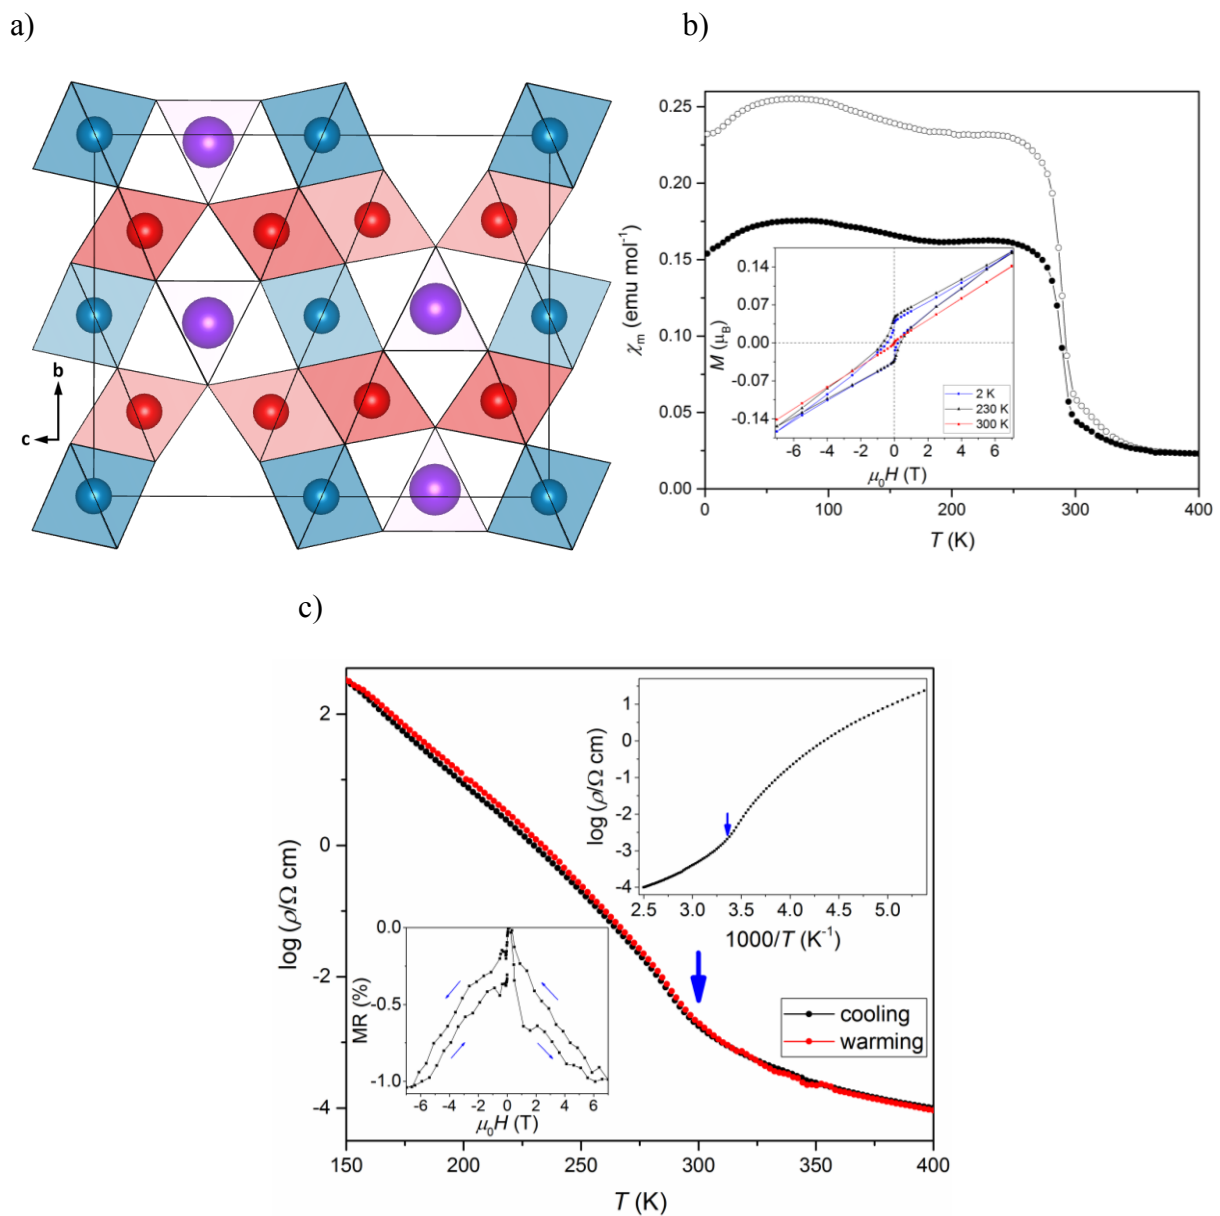 a)
b)
b
c
0.25
0.20
0.15
0.10
0.05
0.00
χm (emu mol-1)
0
100
200
300
400
T (K)
0.14
0.07
0.00
-0.07
-0.14
M (μB)
-6
-4
-2
0
2
4
6
μ0H (T)
2 K
230 K
300 K
c)
2
0
-2
-4
log (ρ/Ω cm)
150
200
250
300
350
400
T (K)
1
0
-1
-2
-3
-4
log (ρ/Ω cm)
2.5
3.0
3.5
4.0
4.5
5.0
1000/T (K-1)
0.0
-0.5
-1.0
MR (%)
-6
-4
-2
0
2
4
6
μ0H (T)
cooling
warming